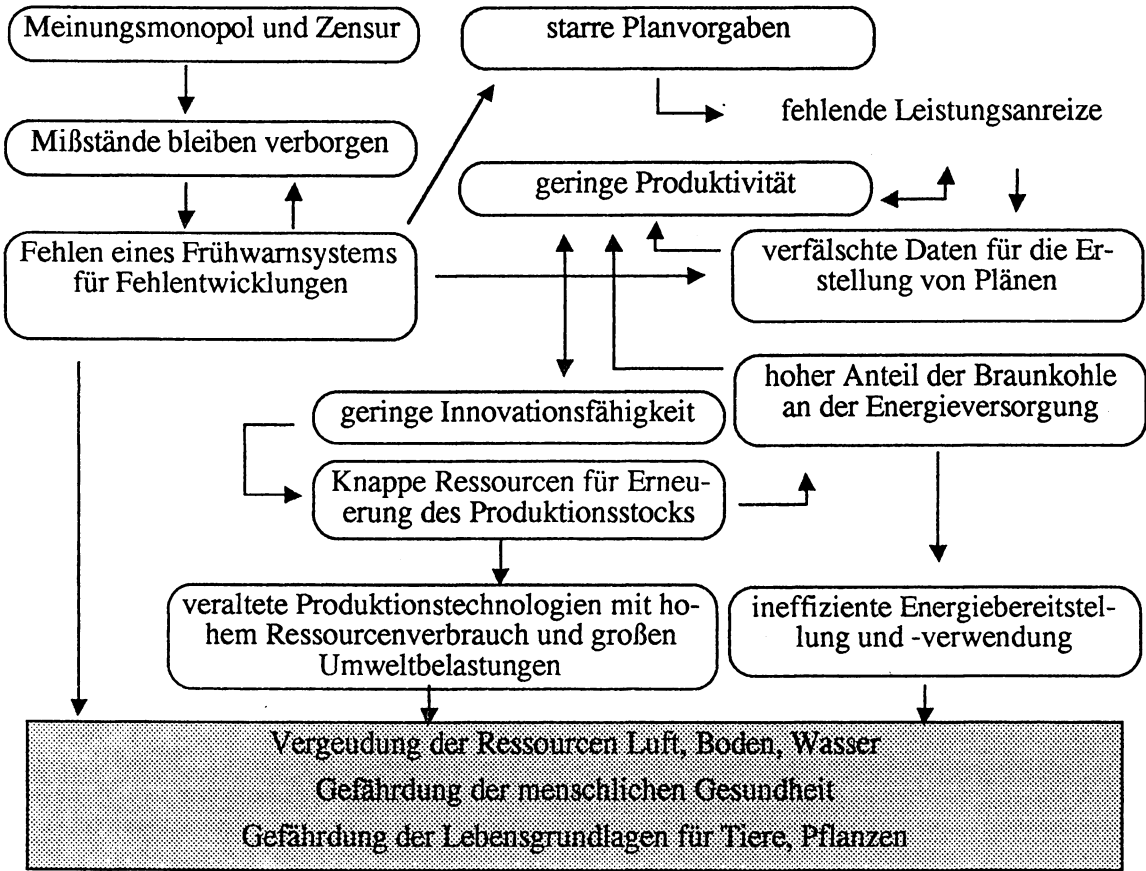 Meinungsmonopol und Zensur
starre Planvorgaben
fehlende Leistungsanreize
Mißstände bleiben verborgen
geringe Produktivität
Fehlen eines Frühwarnsystems
für Fehlentwicklungen
verfälschte Daten für die Er-
stellung von Plänen
hoher Anteil der Braunkohle
an der Energieversorgung
geringe Innovationsfähigkeit
Knappe Ressourcen für Erneu-
erung des Produktionsstocks
veraltete Produktionstechnologien mit ho-
hem Ressourcenverbrauch und großen
Umweltbelastungen
ineffiziente Energiebereitstel-
lung und -verwendung
Vergeudung der Ressourcen Luft, Boden, Wasser
Gefährdung der menschlichen Gesundheit
Gefährdung der Lebensgrundlagen für Tiere, Pflanzen